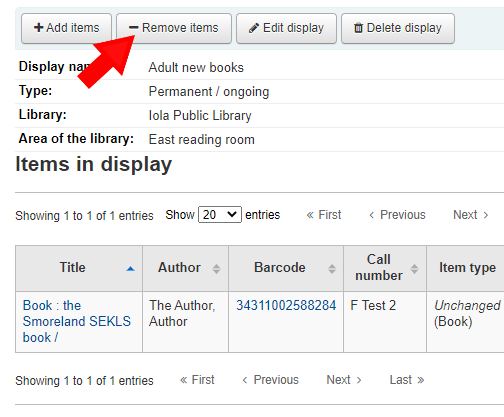 + Add items − Remove items Edit display Delete display
Display na Adult new books
Type: Permanent / ongoing
Library: Iola Public Library
Area of the library: East reading room
Items in display
Showing 1 to 1 of 1 entries Show 20 entries « First ‹ Previous Next ›
Title Author Barcode Call number Item type
Book : the Smoreland SEKLS book / The Author, Author 34311002588284 F Test 2 Unchanged (Book)
Showing 1 to 1 of 1 entries « First ‹ Previous Next › Last »